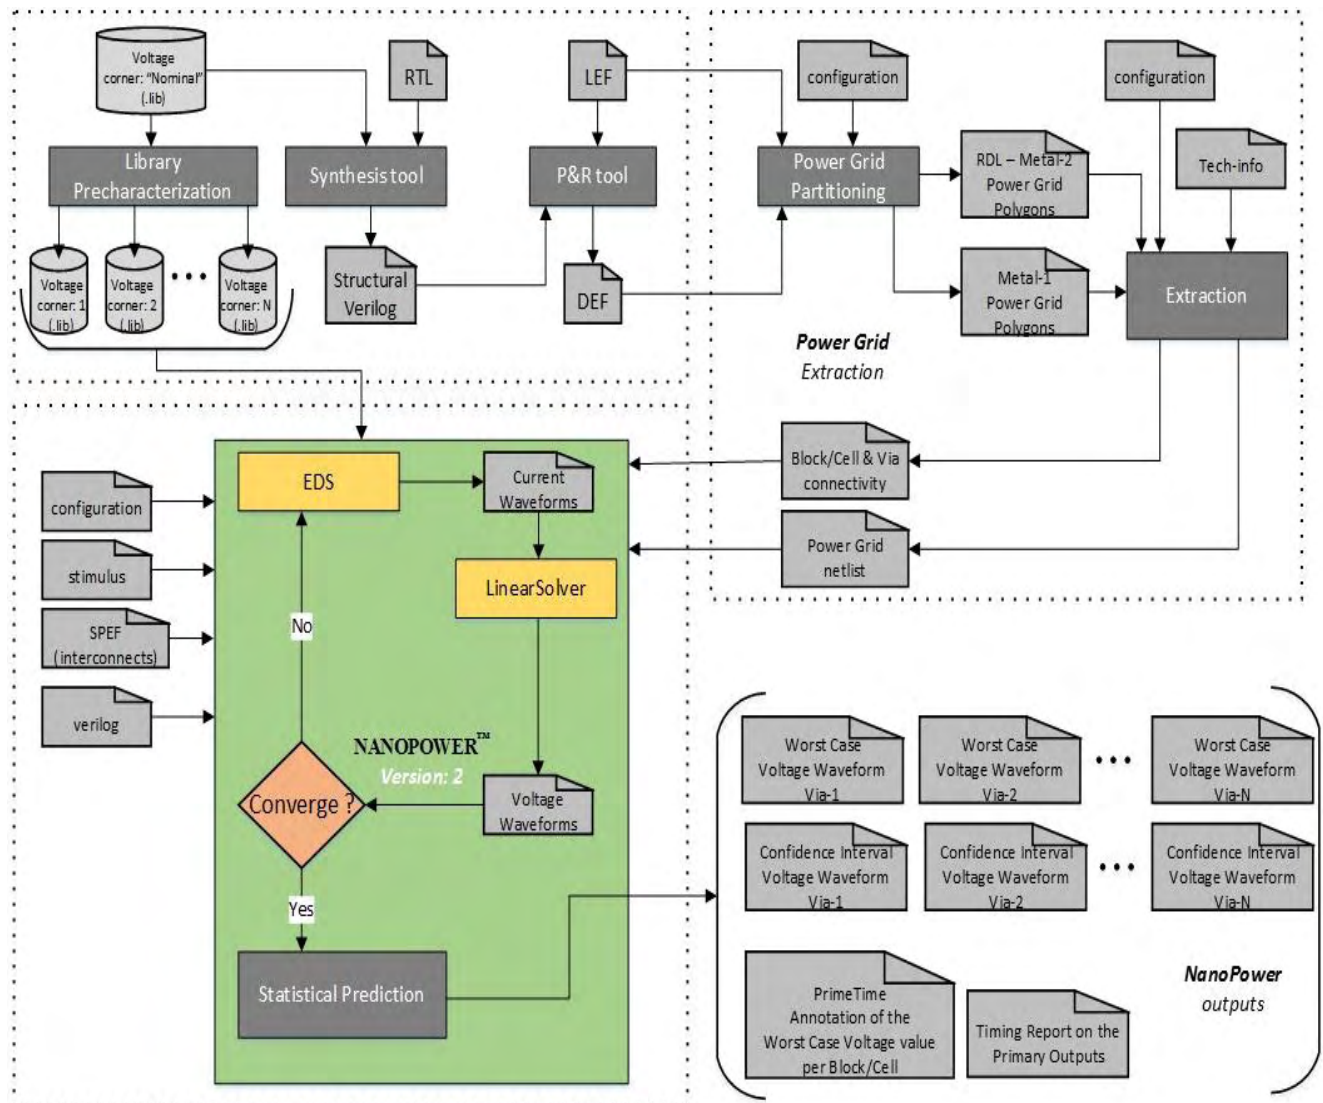 Voltage
corner: "Nominal"
(.lib)
RTL
LEF
Library
Precharacterization
Synthesis tool
P&R tool
Voltage
corner: 1
(.lib)
Voltage
corner: 2
(.lib)
Voltage
corner: N
(.lib)
Structural
Verilog
DEF
configuration
configuration
Power Grid
Partitioning
RDL – Metal-2
Power Grid
Polygons
Tech-info
Metal-1
Power Grid
Polygons
Extraction
Power Grid
Extraction
Block/Cell & Via
connectivity
Power Grid
netlist
configuration
stimulus
SPEF
(interconnects)
verilog
EDS
Current
Waveforms
LinearSolver
No
NANOPOWER™
Version: 2
Converge ?
Voltage
Waveforms
Yes
Statistical Prediction
Worst Case
Voltage Waveform
Via-1
Worst Case
Voltage Waveform
Via-2
Worst Case
Voltage Waveform
Via-N
Confidence Interval
Voltage Waveform
Via-1
Confidence Interval
Voltage Waveform
Via-2
Confidence Interval
Voltage Waveform
Via-N
PrimeTime
Annotation of the
Worst Case Voltage value
per Block/Cell
Timing Report on the
Primary Outputs
NanoPower
outputs